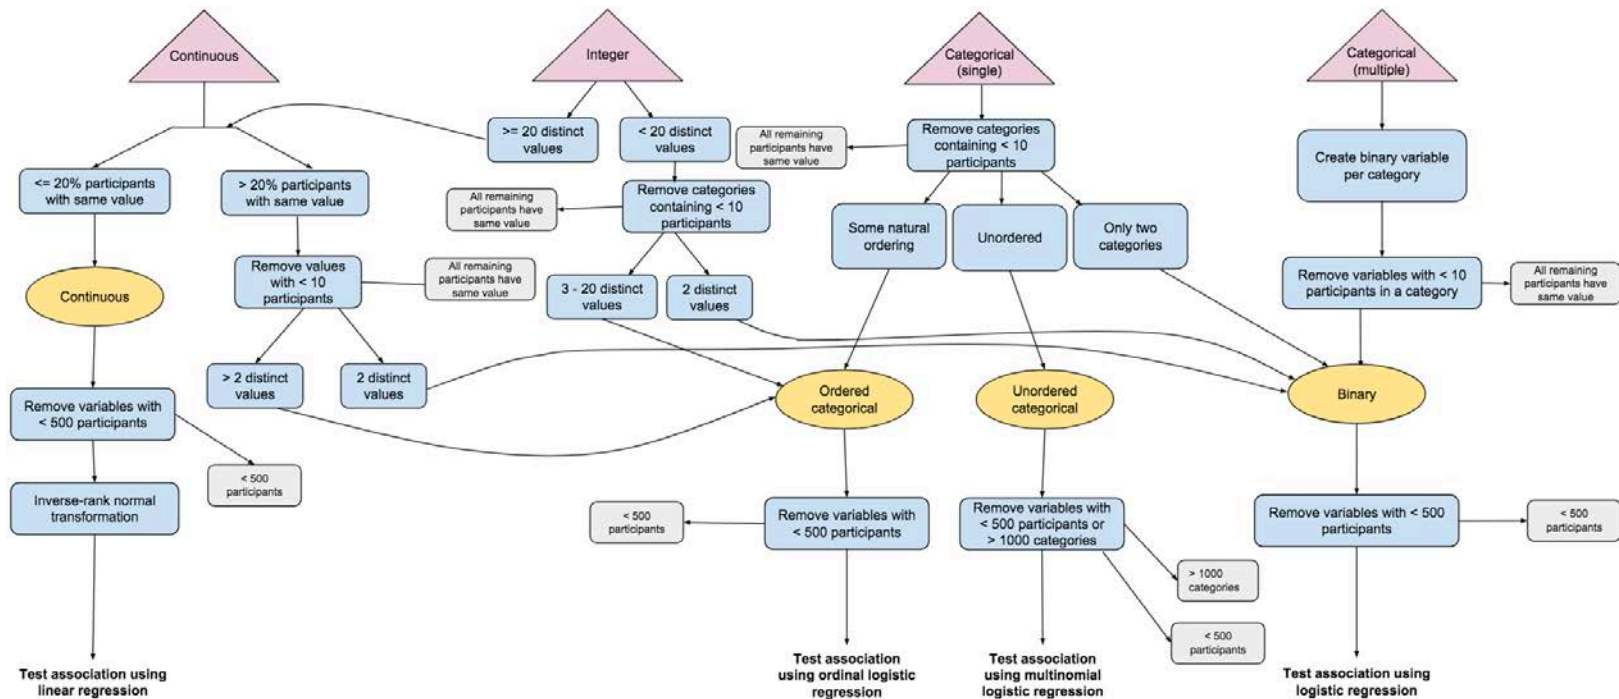 Continuous
Integer
Categorical
(single)
Categorical
(multiple)
>= 20 distinct
values
< 20 distinct
values
All remaining
participants have
same value
Remove categories
containing < 10
participants
Create binary variable
per category
<= 20% participants
with same value
> 20% participants
with same value
All remaining
participants have
same value
Remove categories
containing < 10
participants
Some natural
ordering
Unordered
Only two
categories
Continuous
Remove values
with < 10
participants
All remaining
participants have
same value
3 - 20 distinct
values
2 distinct
values
Remove variables with < 10
participants in a category
All remaining
participants have
same value
> 2 distinct
values
2 distinct
values
Ordered
categorical
Unordered
categorical
Binary
Remove variables with
< 500 participants
< 500
participants
Inverse-rank normal
transformation
< 500
participants
Remove variables with
< 500 participants
Remove variables with
< 500 participants or
> 1000 categories
Remove variables with < 500
participants
< 500
participants
> 1000
categories
< 500
participants
Test association using
linear regression
Test association
using ordinal logistic
regression
Test association
using multinomial
logistic regression
Test association using
logistic regression